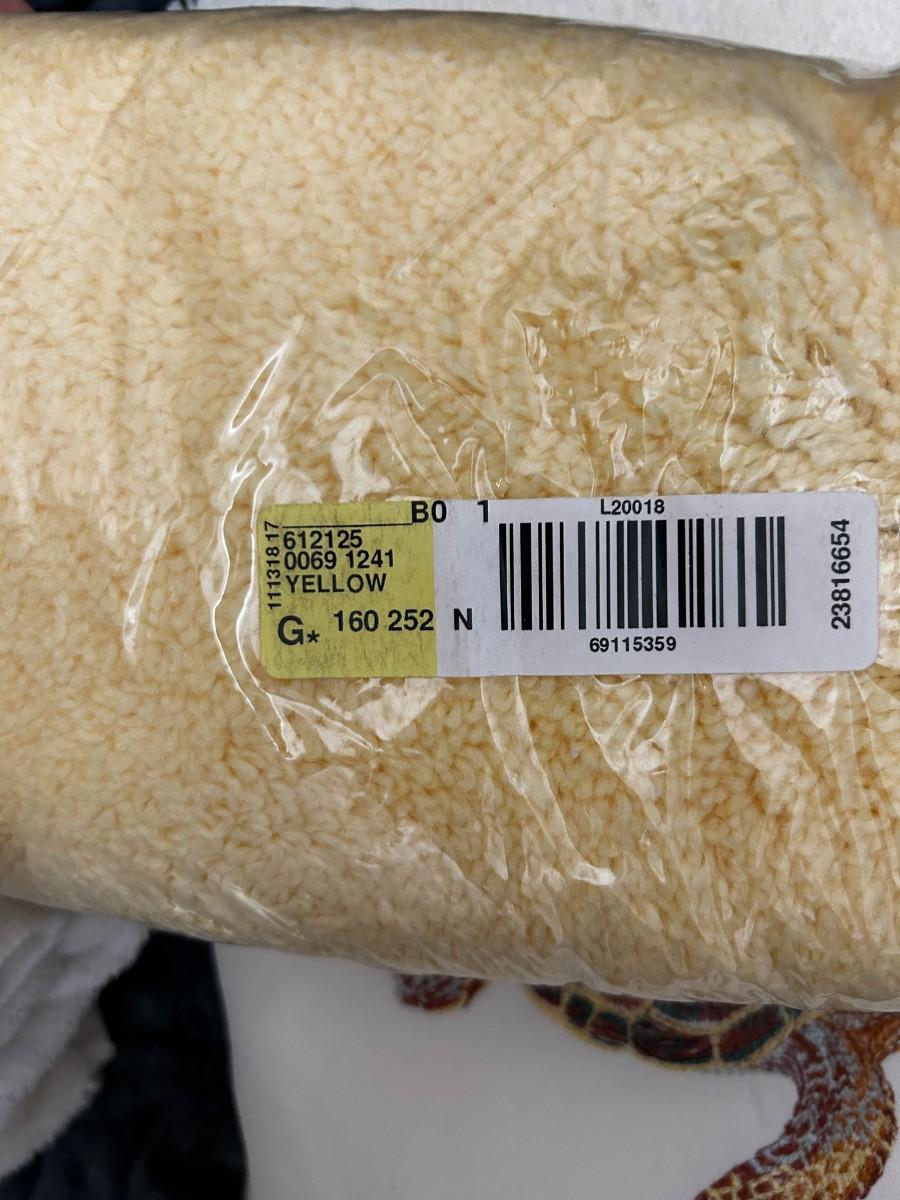 11131817
B0 1
612125
0069 1241
YELLOW
G* 160 252 N
L20018
69115359
23816654